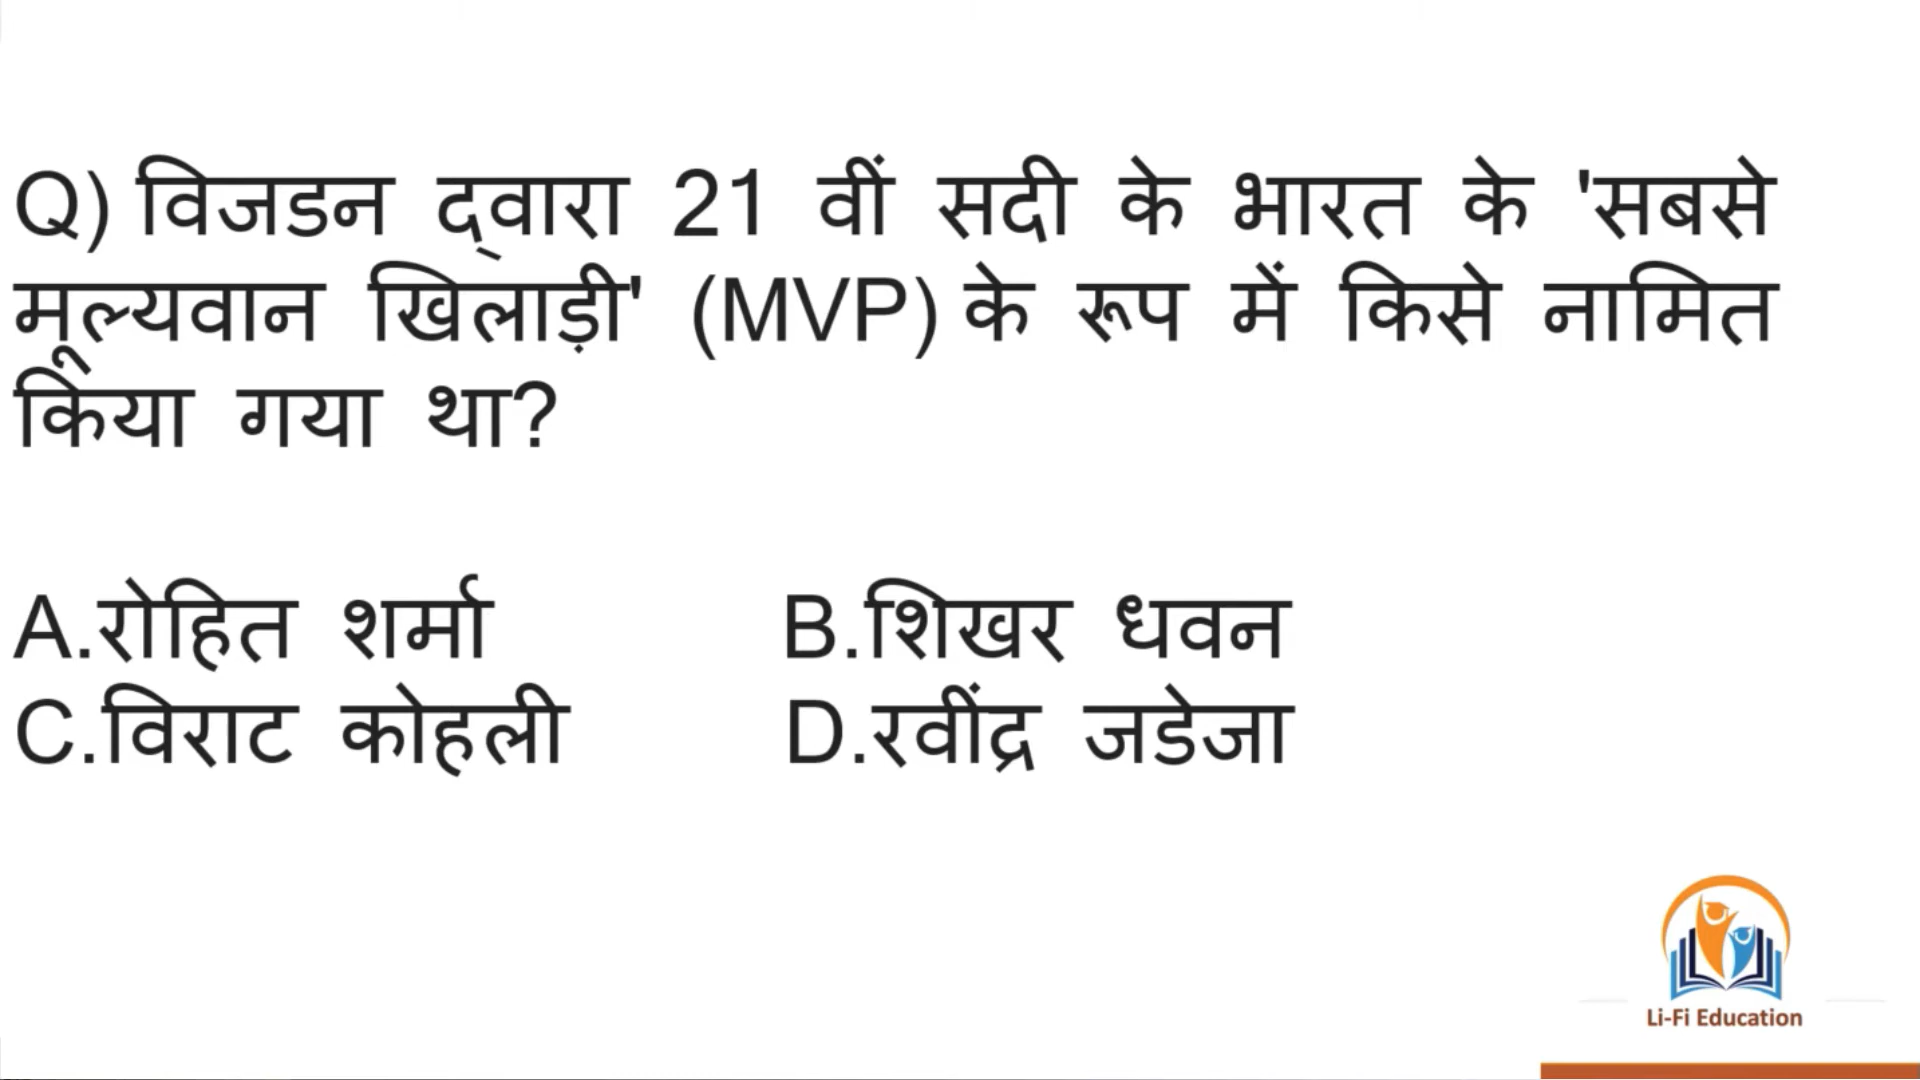 Q) विजडन द्वारा 21 वीं सदी के भारत के 'सबसे
मूल्यवान खिलाड़ी' (MVP) के रूप में किसे नामित
किया गया था?
A.रोहित शर्मा B.शिखर धवन
C.विराट कोहली D.रवींद्र जडेजा
Li-Fi Education